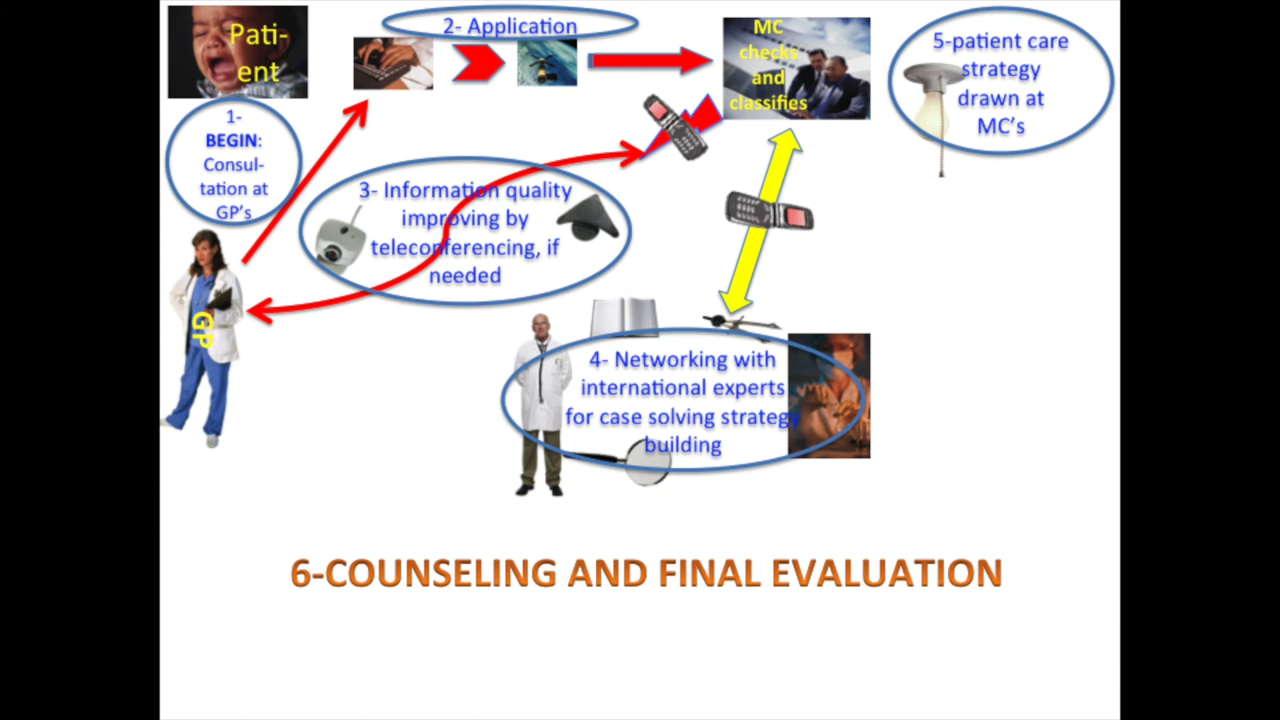 Pati-
ent
1-
BEGIN:
Consul-
tation at
GP's
GP
2- Application
MC
checks
and
classifies
3- Information quality
improving by
teleconferencing, if
needed
4- Networking with
international experts
for case solving strategy
building
5-patient care
strategy
drawn at
MC's
6-COUNSELING AND FINAL EVALUATION